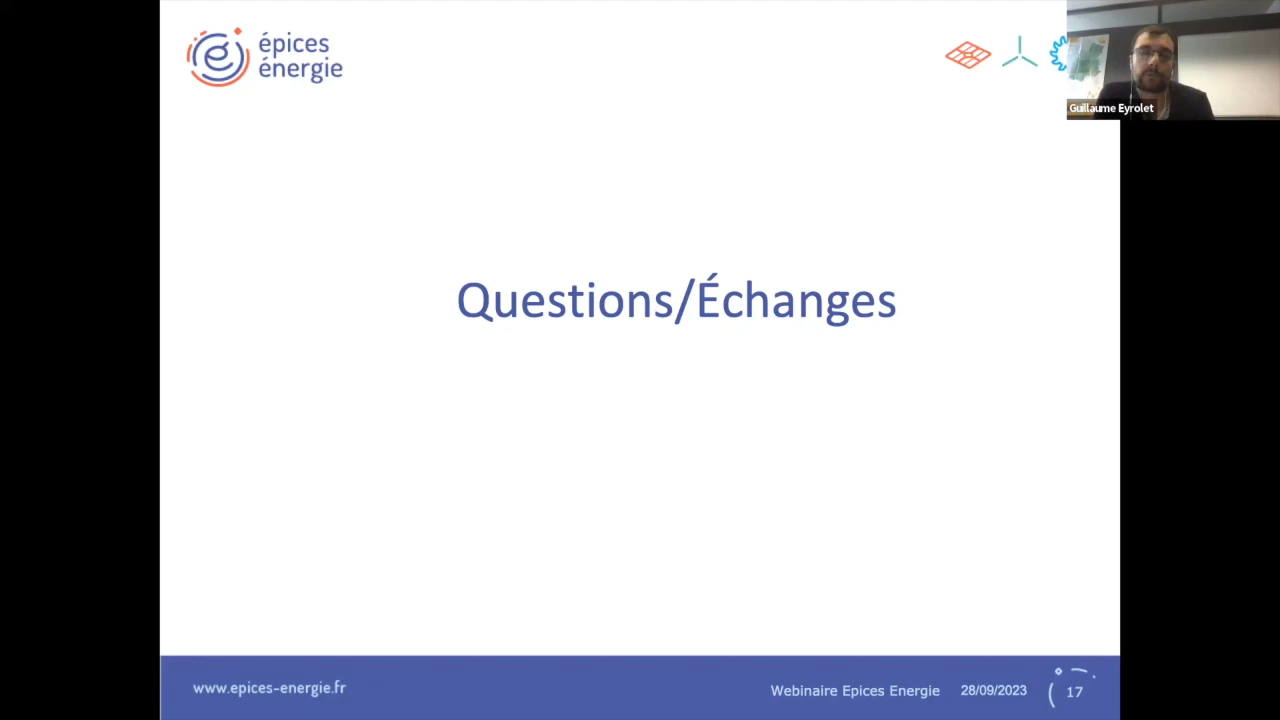 épices
énergie
Guillaume Eyrolet
Questions/Échanges
www.epices-energie.fr
Webinaire Epices Energie
28/09/2023
17